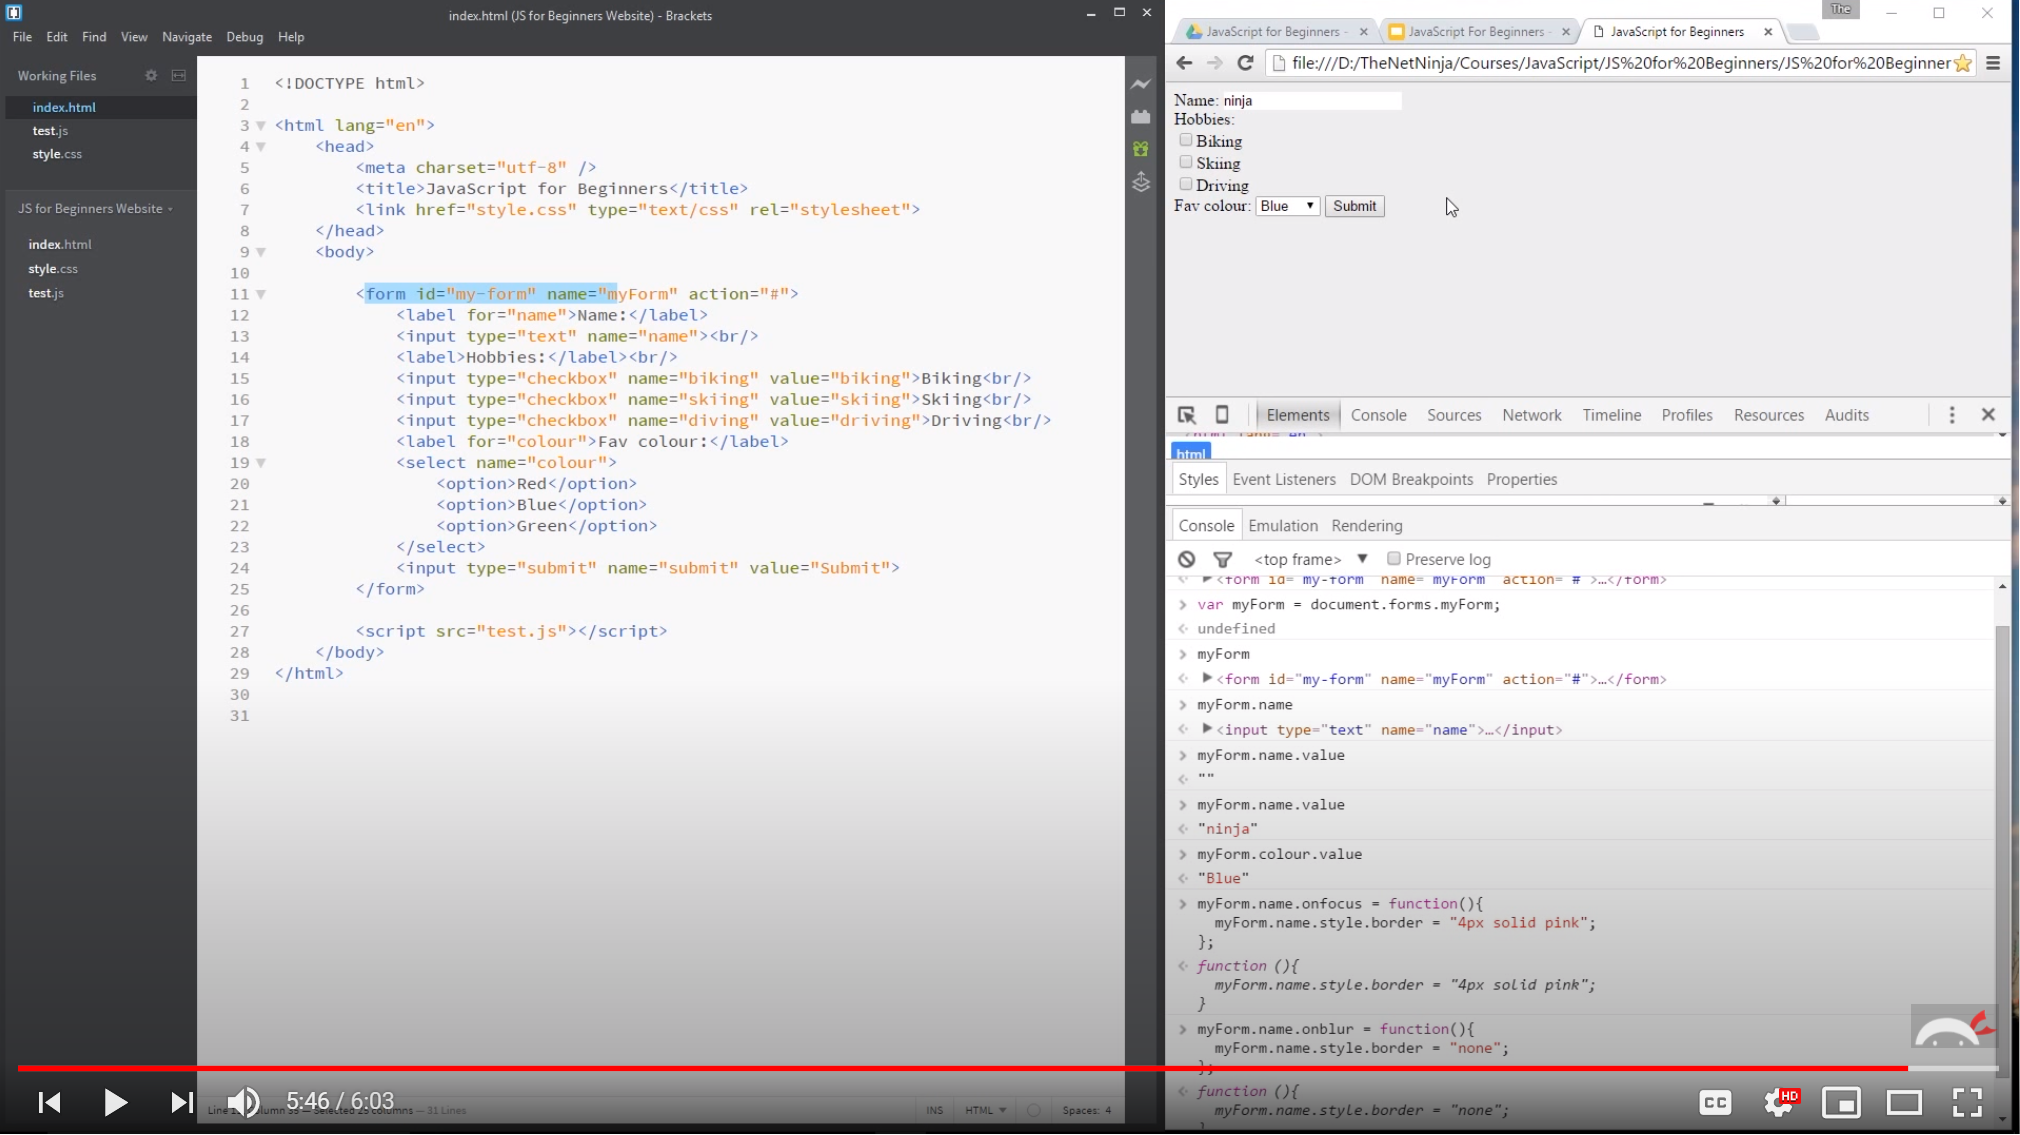 index.html (JS for Beginners Website) - Brackets
File Edit Find View Navigate Debug Help
Working Files
index.html
test.js
style.css
JS for Beginners Website
index.html
style.css
test.js
1 <!DOCTYPE html>
2
3 <html lang="en">
4 <head>
5 <meta charset="utf-8" />
6 <title>JavaScript for Beginners</title>
7 <link href="style.css" type="text/css" rel="stylesheet">
8 </head>
9 <body>
10
11 <form id="my-form" name="myForm" action="#">
12 <label for="name">Name:</label>
13 <input type="text" name="name"><br/>
14 <label>Hobbies:</label><br/>
15 <input type="checkbox" name="biking" value="biking">Biking<br/>
16 <input type="checkbox" name="skiing" value="skiing">Skiing<br/>
17 <input type="checkbox" name="diving" value="driving">Driving<br/>
18 <label for="colour">Fav colour:</label>
19 <select name="colour">
20 <option>Red</option>
21 <option>Blue</option>
22 <option>Green</option>
23 </select>
24 <input type="submit" name="submit" value="Submit">
25 </form>
26
27 <script src="test.js"></script>
28 </body>
29 </html>
30
31
The
JavaScript for Beginners - JavaScript For Beginners - JavaScript for Beginners
file:///D:/TheNetNinja/Courses/JavaScript/JS%20for%20Beginners/JS%20for%20Beginner
Name: ninja
Hobbies:
Biking
Skiing
Driving
Fav colour: Blue Submit
Elements Console Sources Network Timeline Profiles Resources Audits
html
Styles Event Listeners DOM Breakpoints Properties
Console Emulation Rendering
<top frame> Preserve log
<form id="my-form" name="myForm" action="#">…</form>
var myForm = document.forms.myForm;
undefined
myForm
<form id="my-form" name="myForm" action="#">…</form>
myForm.name
<input type="text" name="name">…</input>
myForm.name.value
""
myForm.name.value
"ninja"
myForm.colour.value
"Blue"
myForm.name.onfocus = function(){
myForm.name.style.border = "4px solid pink";
};
function (){
myForm.name.style.border = "4px solid pink";
}
myForm.name.onblur = function(){
myForm.name.style.border = "none";
};
function (){
myForm.name.style.border = "none";
5:46 / 6:03
Selected 25 columns — 31 Lines
INS HTML Spaces: 4
CC HD